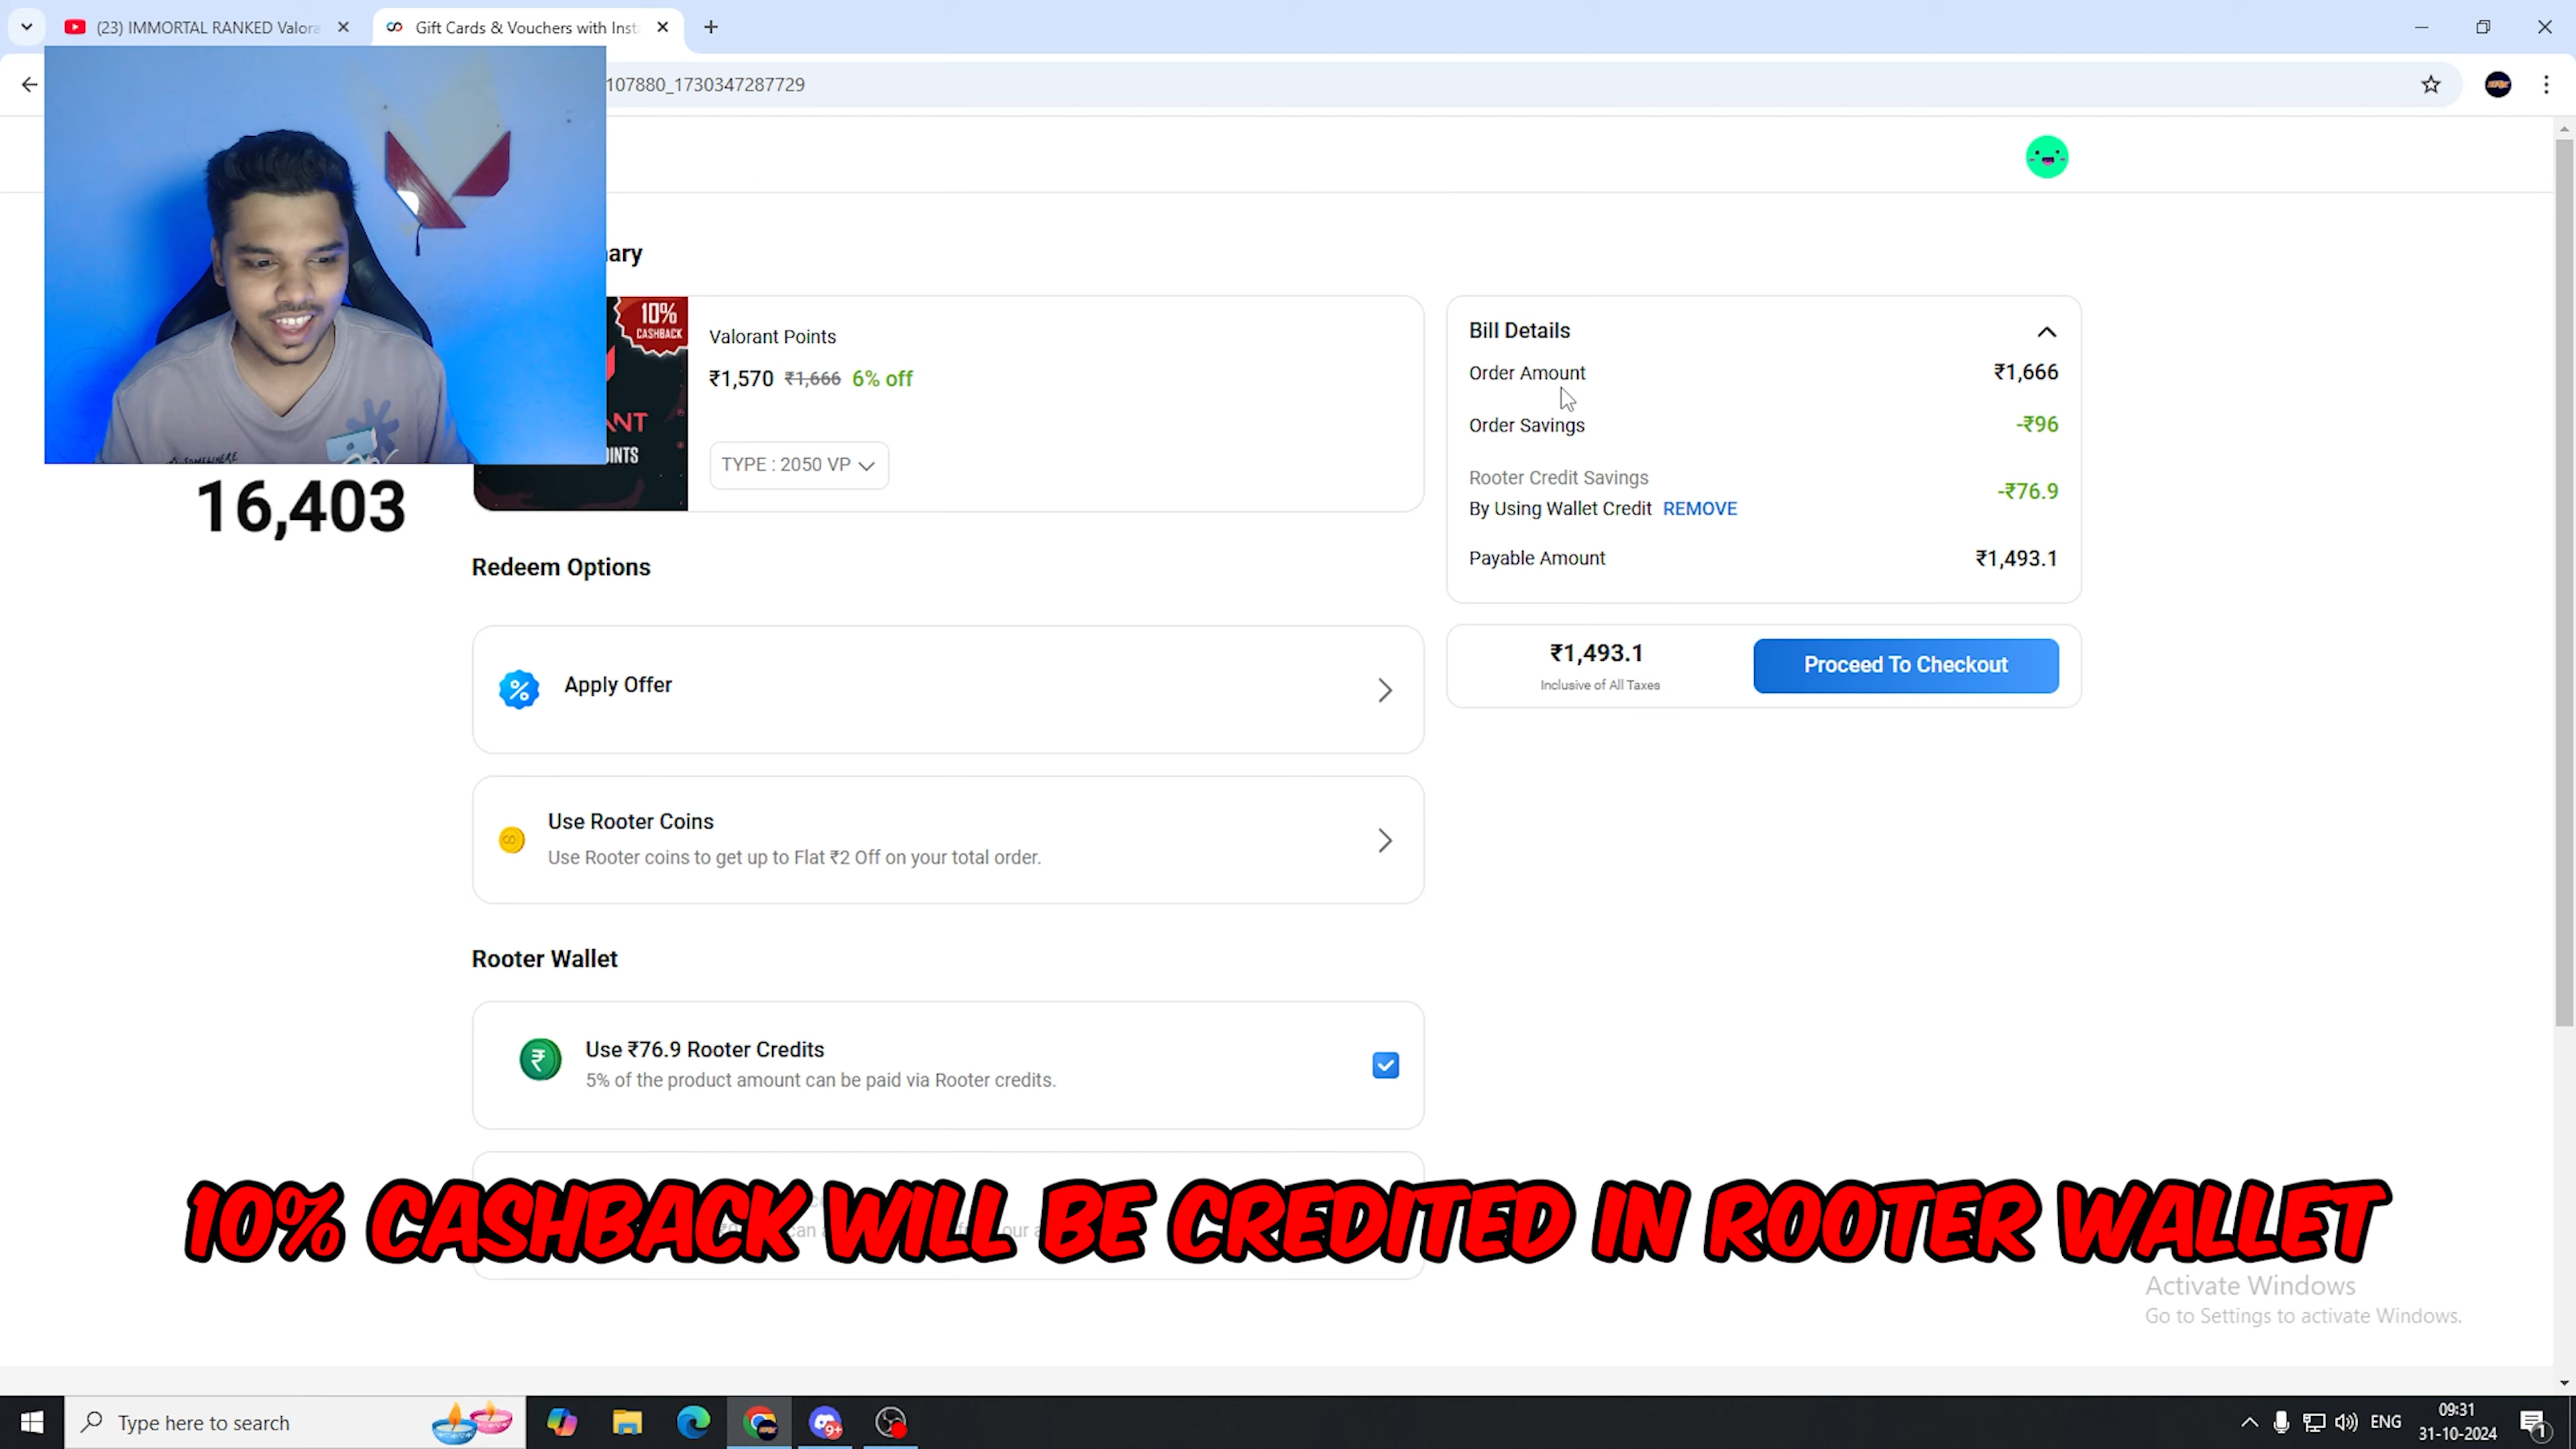 (23) IMMORTAL RANKED Valora
Gift Cards & Vouchers with Inst
107880_1730347287729
ary
10%
CASHBACK
NT
INTS
Valorant Points
₹1,570 ₹1,666 6% off
TYPE : 2050 VP
16,403
Bill Details
Order Amount ₹1,666
Order Savings -₹96
Rooter Credit Savings
By Using Wallet Credit REMOVE -₹76.9
Payable Amount ₹1,493.1
₹1,493.1
Inclusive of All Taxes
Proceed To Checkout
Redeem Options
Apply Offer
Use Rooter Coins
Use Rooter coins to get up to Flat ₹2 Off on your total order.
Rooter Wallet
Use ₹76.9 Rooter Credits
5% of the product amount can be paid via Rooter credits.
10% CASHBACK WILL BE CREDITED IN ROOTER WALLET
Activate Windows
Go to Settings to activate Windows.
Type here to search
9+
ENG
09:31
31-10-2024
1